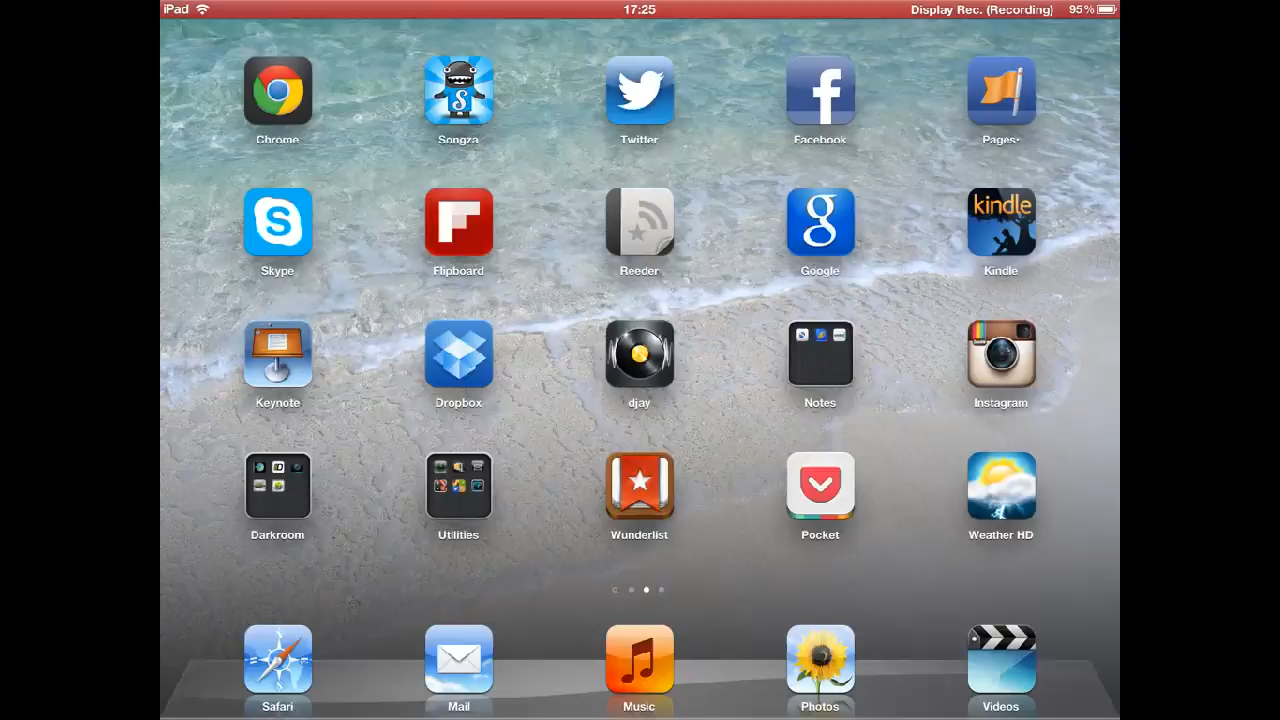 iPad 17:25 Display Rec. (Recording) 95%
Chrome Songza Twitter Facebook Pages
kindle
Skype Flipboard Reeder Google Kindle
Keynote Dropbox djay Notes Instagram
Darkroom Utilities Wunderlist Pocket Weather HD
Safari Mail Music Photos Videos